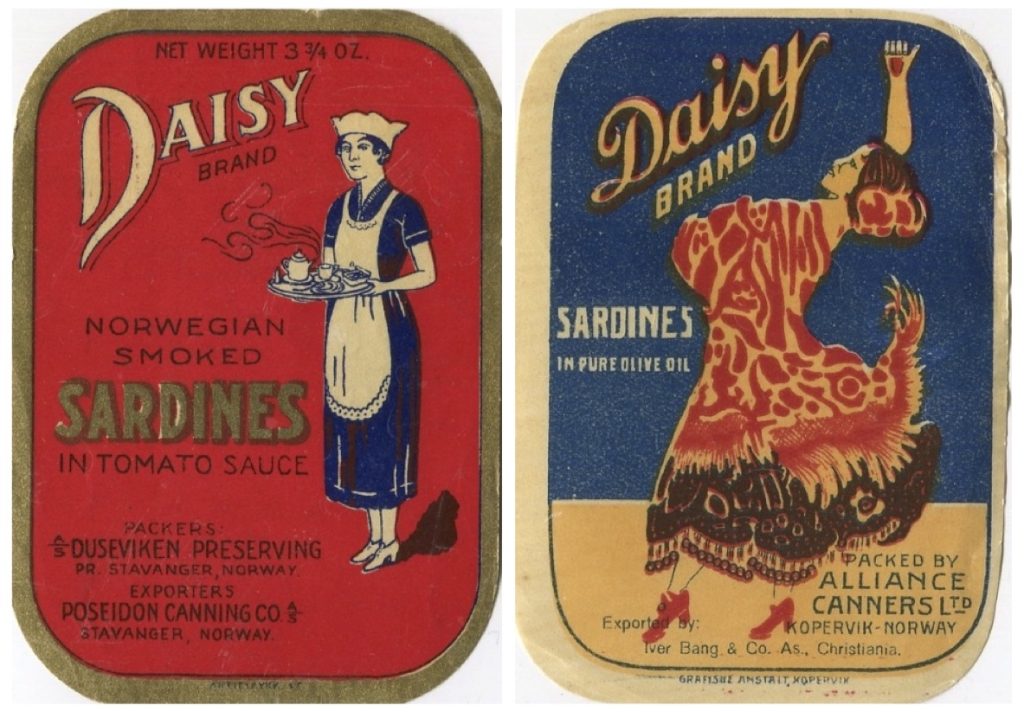 NET WEIGHT 3 3/4 OZ.
DAISY
BRAND
NORWEGIAN
SMOKED
SARDINES
IN TOMATO SAUCE
PACKERS:
A/S DUSEVIKEN PRESERVING
PR. STAVANGER, NORWAY.
EXPORTERS
POSEIDON CANNING CO. A/S
STAVANGER, NORWAY.
Daisy
BRAND
SARDINES
IN PURE OLIVE OIL
PACKED BY
ALLIANCE
CANNERS LTD
KOPERVIK-NORWAY
Exported by:
Iver Bang & Co. As., Christiania.
GRAFISKE ANSTALT, KOPERVIK